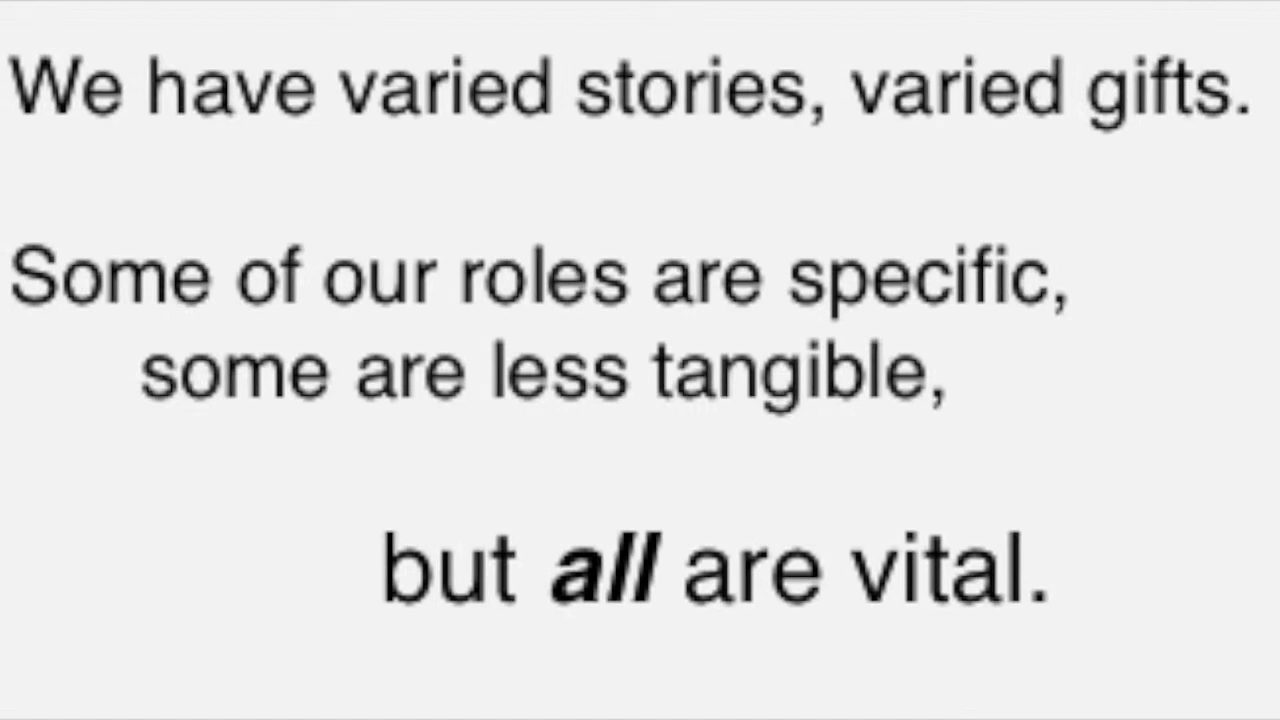 We have varied stories, varied gifts.
Some of our roles are specific,
some are less tangible,
but all are vital.